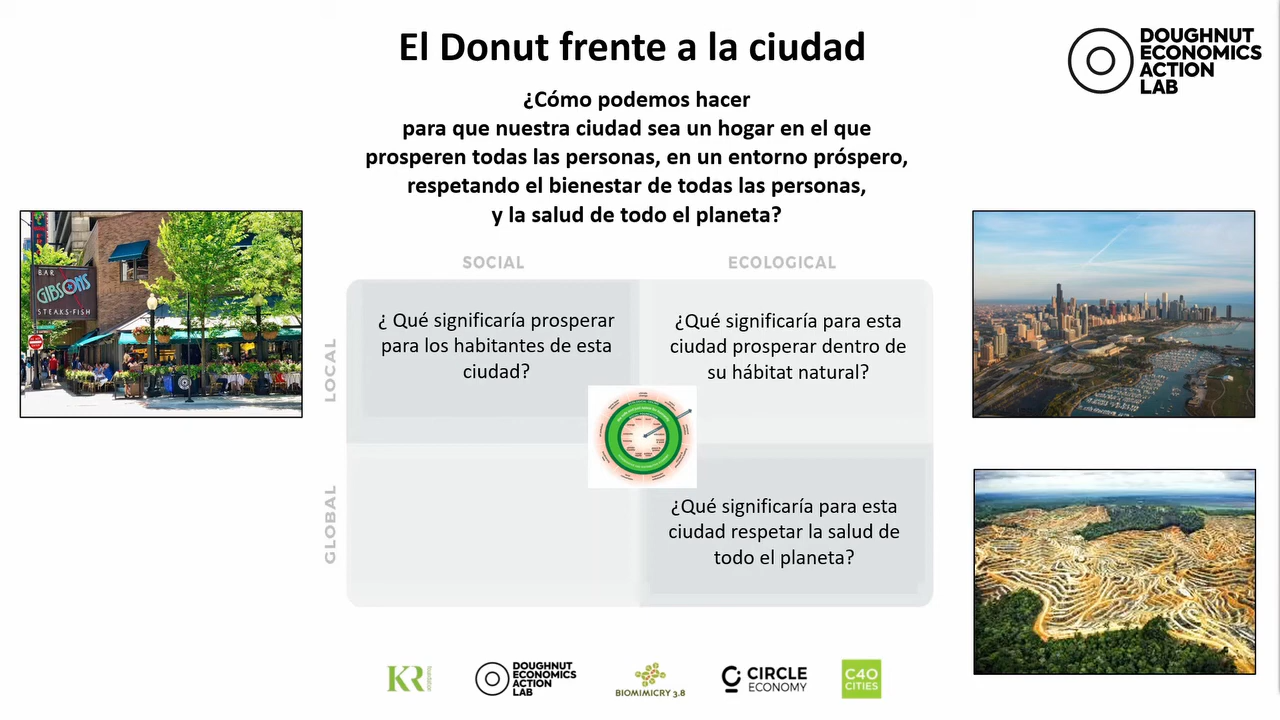 El Donut frente a la ciudad
DOUGHNUT
ECONOMICS
ACTION
LAB
¿Cómo podemos hacer
para que nuestra ciudad sea un hogar en el que
prosperen todas las personas, en un entorno próspero,
respetando el bienestar de todas las personas,
y la salud de todo el planeta?
BAR
GIBSONS
STEAKS·FISH
SOCIAL
ECOLOGICAL
LOCAL
¿ Qué significaría prosperar
para los habitantes de esta
ciudad?
¿Qué significaría para esta
ciudad prosperar dentro de
su hábitat natural?
GLOBAL
¿Qué significaría para esta
ciudad respetar la salud de
todo el planeta?
KR
DOUGHNUT
ECONOMICS
ACTION
LAB
BIOMIMICRY 3.8
CIRCLE
ECONOMY
C40
CITIES